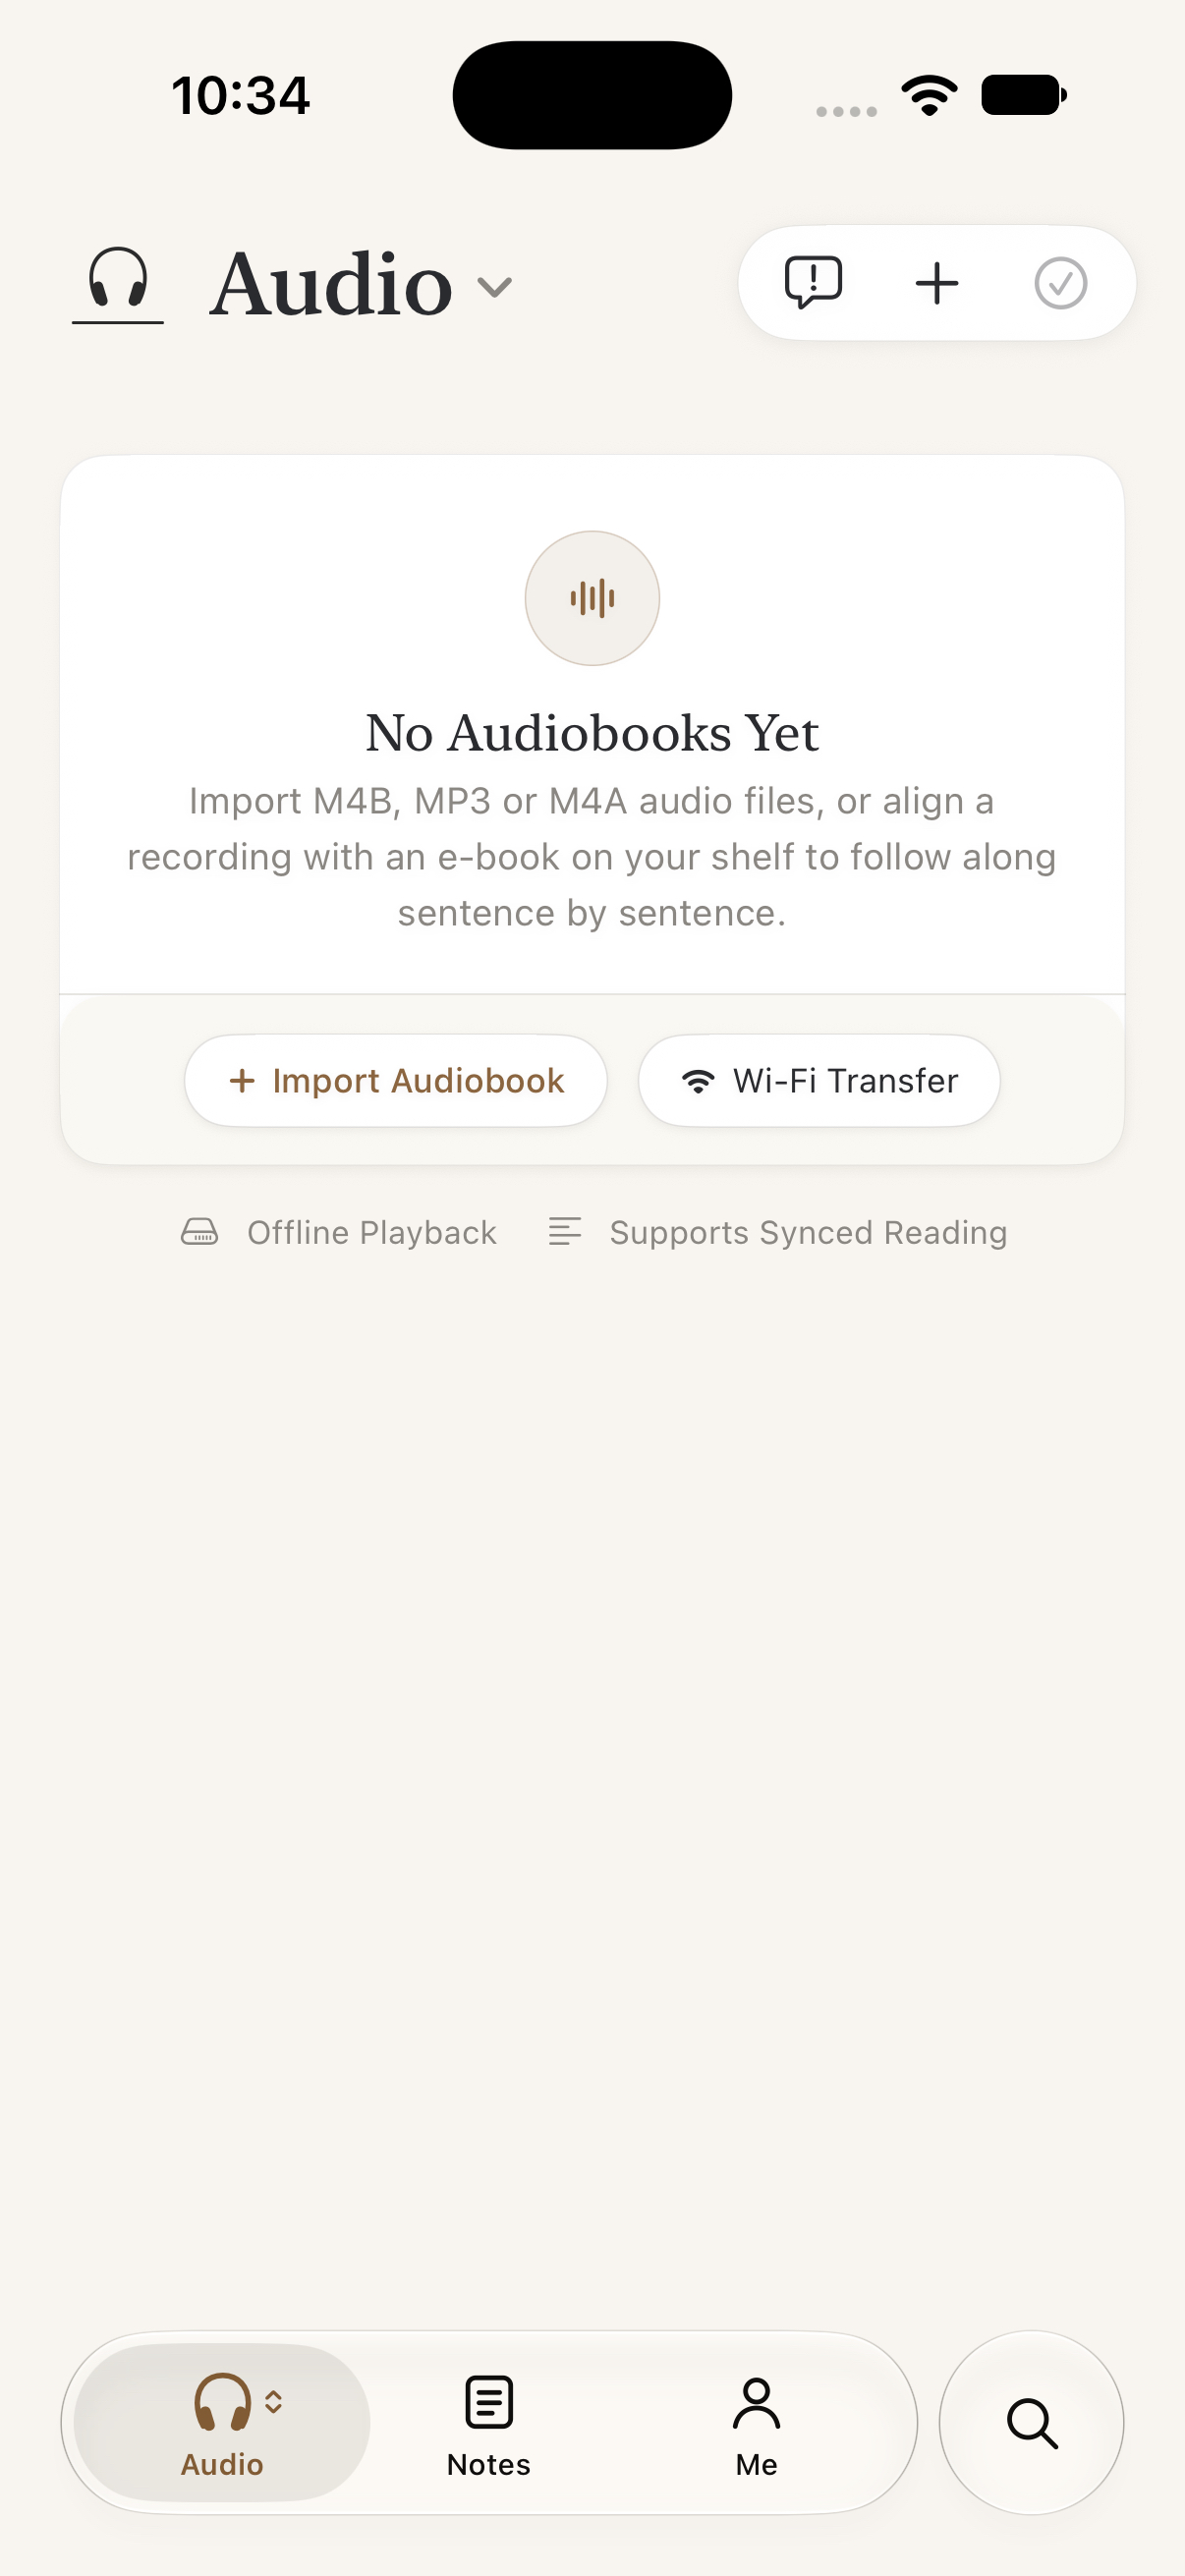 10:34
Audio
No Audiobooks Yet
Import M4B, MP3 or M4A audio files, or align a
recording with an e-book on your shelf to follow along
sentence by sentence.
Import Audiobook
Wi-Fi Transfer
Offline Playback
Supports Synced Reading
Audio
Notes
Me